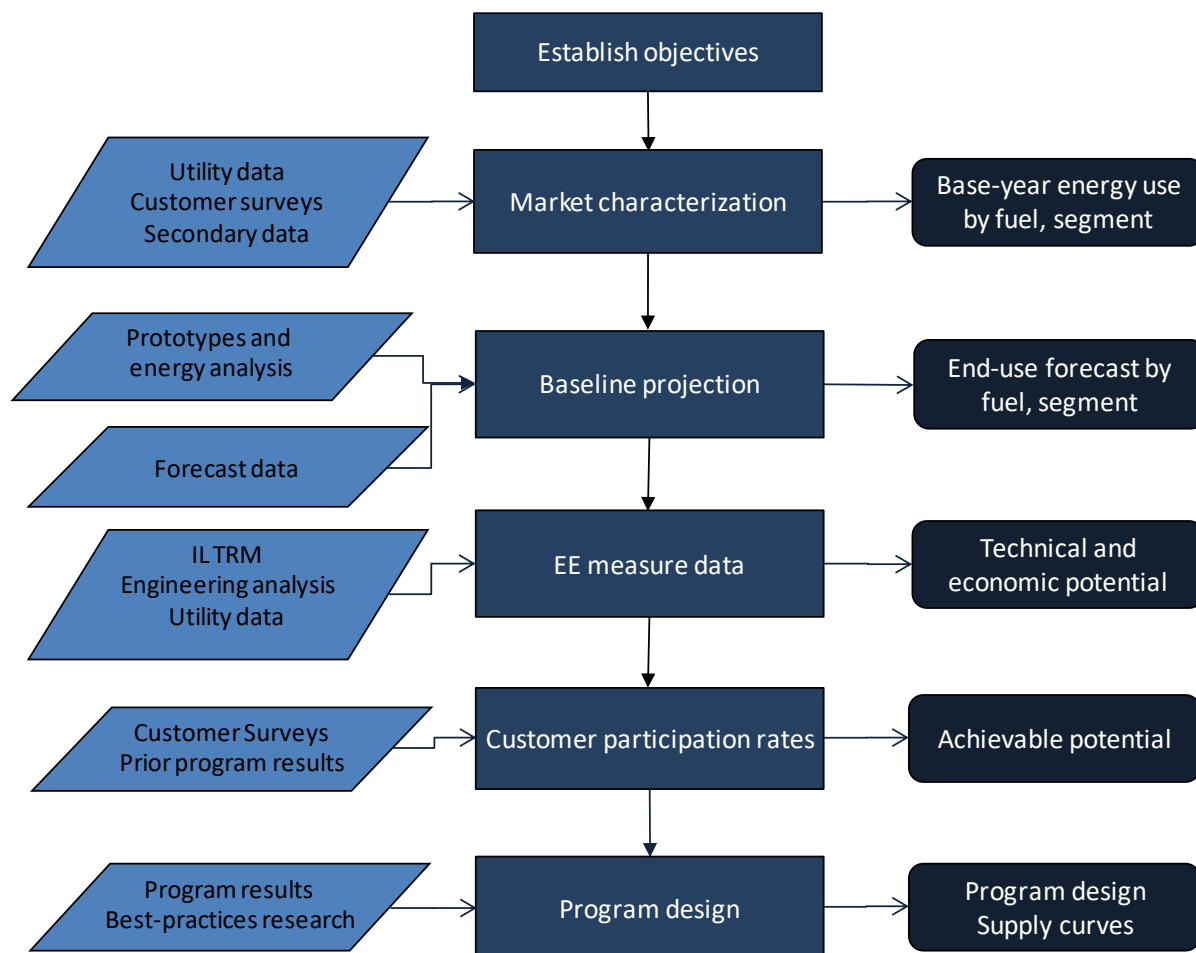 Establish objectives
Utility data
Customer surveys
Secondary data
Market characterization
Base-year energy use
by fuel, segment
Prototypes and
energy analysis
Forecast data
Baseline projection
End-use forecast by
fuel, segment
IL TRM
Engineering analysis
Utility data
EE measure data
Technical and
economic potential
Customer Surveys
Prior program results
Customer participation rates
Achievable potential
Program results
Best-practices research
Program design
Program design
Supply curves